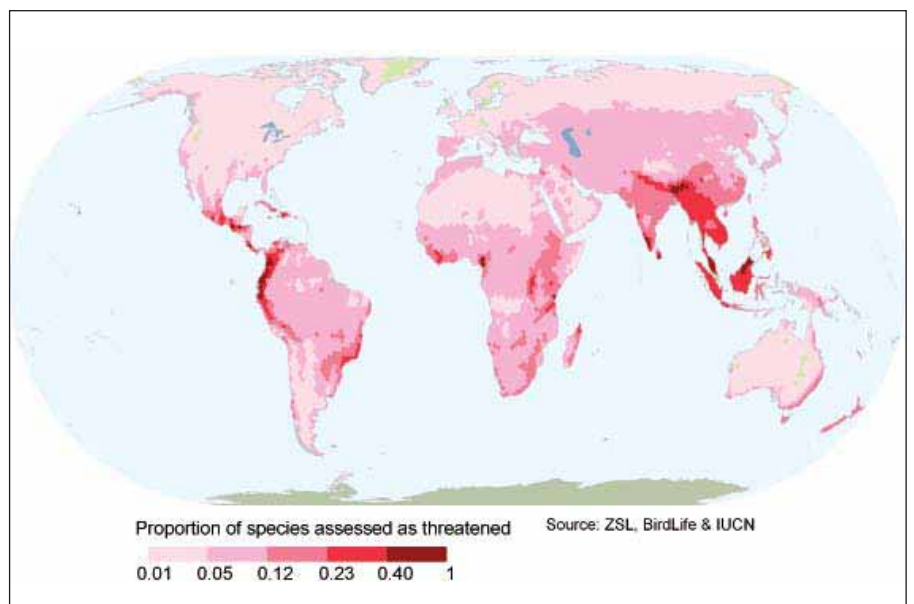 Proportion of species assessed as threatened
Source: ZSL, BirdLife & IUCN
0.01 0.05 0.12 0.23 0.40 1